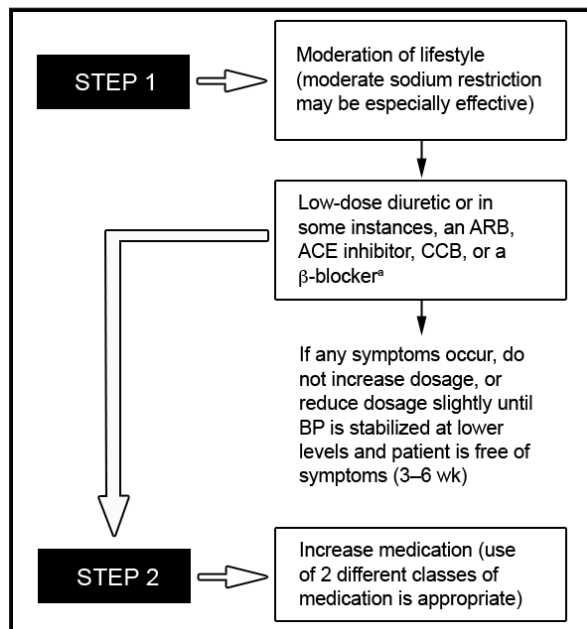 STEP 1
Moderation of lifestyle
(moderate sodium restriction
may be especially effective)
Low-dose diuretic or in
some instances, an ARB,
ACE inhibitor, CCB, or a
β-blockerᵃ
If any symptoms occur, do
not increase dosage, or
reduce dosage slightly until
BP is stabilized at lower
levels and patient is free of
symptoms (3–6 wk)
STEP 2
Increase medication (use
of 2 different classes of
medication is appropriate)